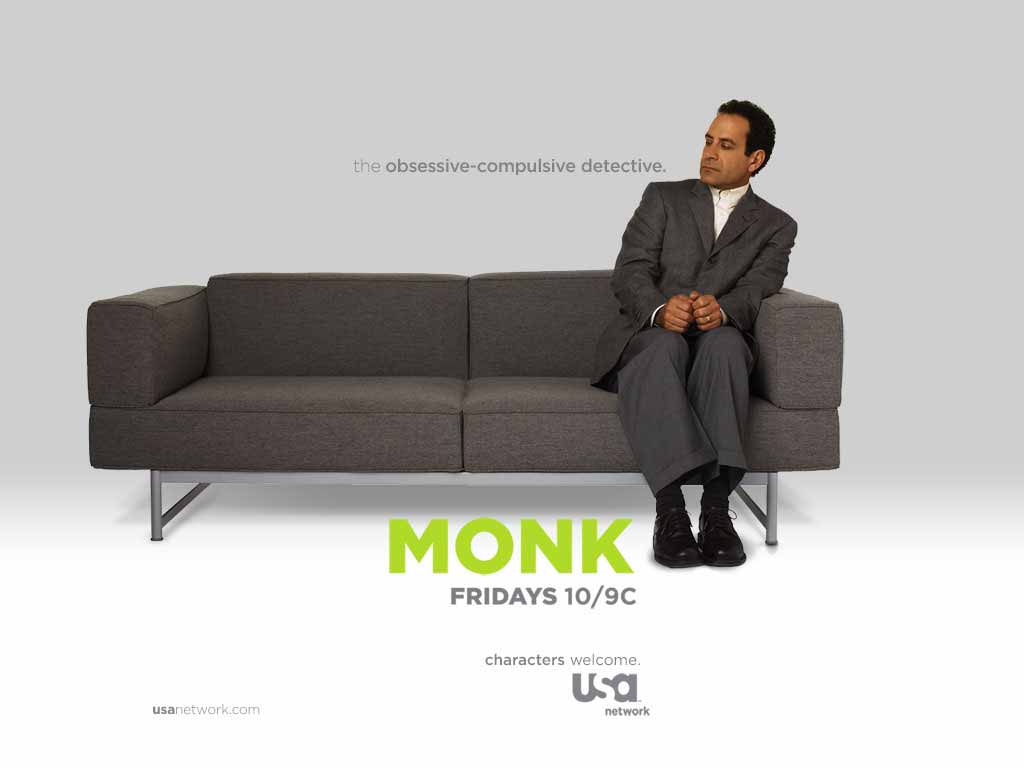 the obsessive-compulsive detective.
MONK
FRIDAYS 10/9C
characters welcome.
usa
network
usanetwork.com